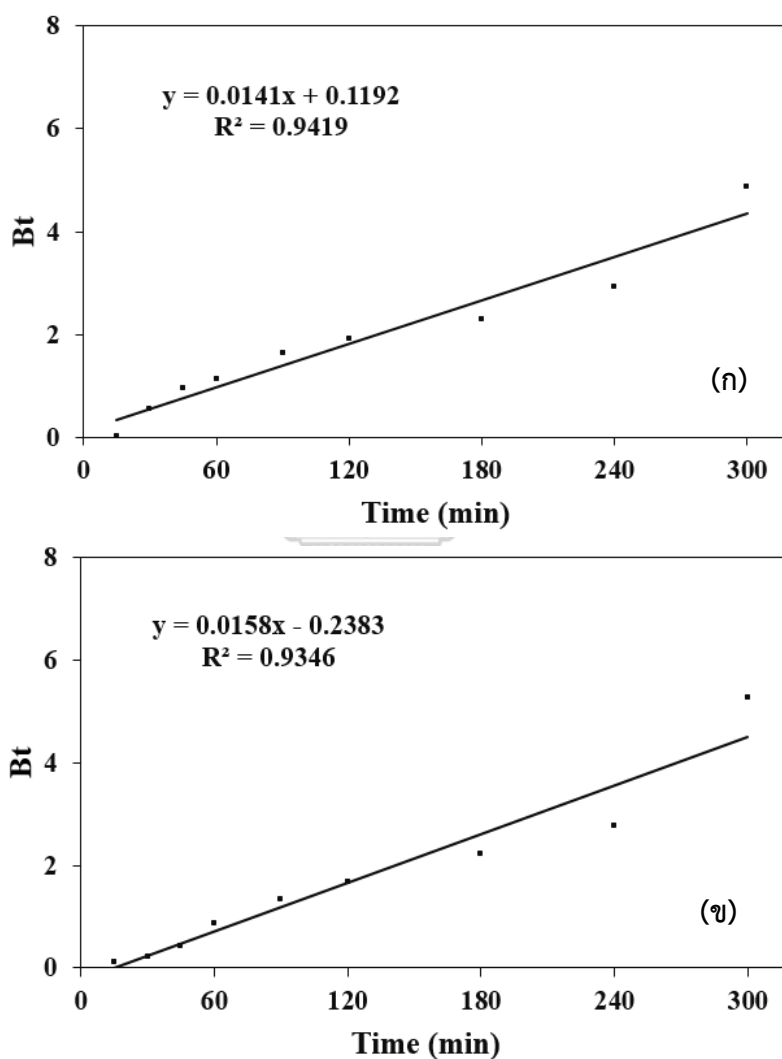 8
y = 0.0141x + 0.1192
R² = 0.9419
6
Bt
4
2
(ก)
0
0 60 120 180 240 300
Time (min)
8
y = 0.0158x - 0.2383
R² = 0.9346
6
Bt
4
2
(ข)
0
0 60 120 180 240 300
Time (min)